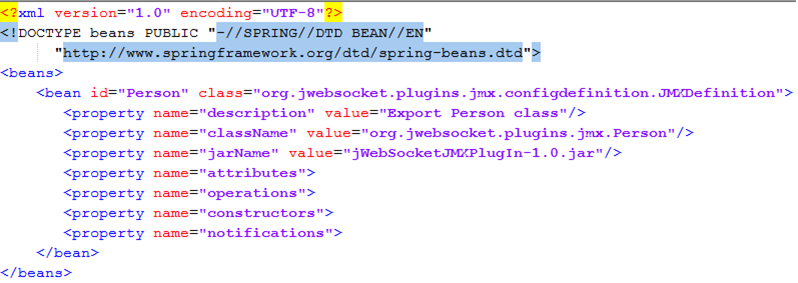 <?xml version="1.0" encoding="UTF-8"?>
<!DOCTYPE beans PUBLIC "-//SPRING//DTD BEAN//EN"
"http://www.springframework.org/dtd/spring-beans.dtd">
<beans>
<bean id="Person" class="org.jwebsocket.plugins.jmx.configdefinition.JMXDefinition">
<property name="description" value="Export Person class"/>
<property name="className" value="org.jwebsocket.plugins.jmx.Person"/>
<property name="jarName" value="jWebSocketJMXPlugIn-1.0.jar"/>
<property name="attributes">
<property name="operations">
<property name="constructors">
<property name="notifications">
</bean>
</beans>